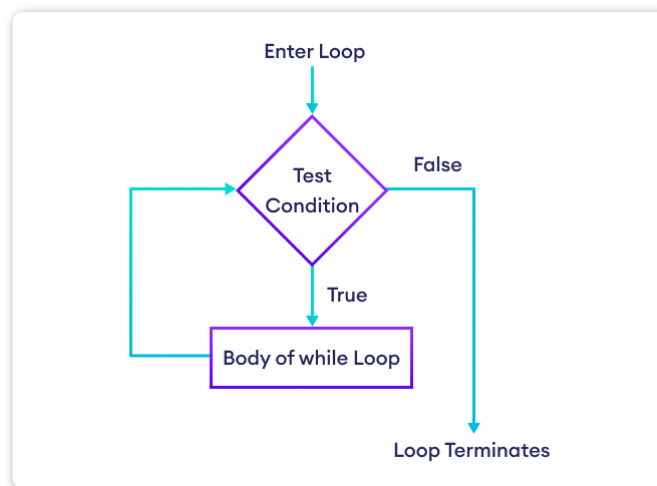 Enter Loop
Test
Condition
False
True
Body of while Loop
Loop Terminates